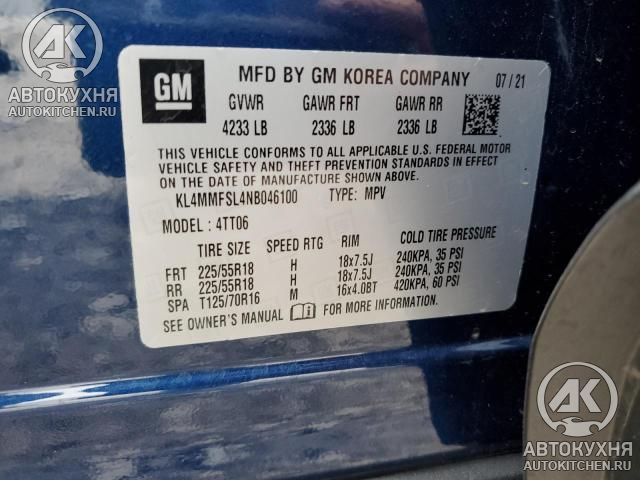 AK
АВТОКУХНЯ
AUTOKITCHEN.RU
GM
MFD BY GM KOREA COMPANY 07/21
GVWR GAWR FRT GAWR RR
4233 LB 2336 LB 2336 LB
THIS VEHICLE CONFORMS TO ALL APPLICABLE U.S. FEDERAL MOTOR
VEHICLE SAFETY AND THEFT PREVENTION STANDARDS IN EFFECT
ON THE DATE OF MANUFACTURE SHOWN ABOVE.
KL4MMFSL4NB046100 TYPE: MPV
MODEL: 4TT06
TIRE SIZE SPEED RTG RIM COLD TIRE PRESSURE
FRT 225/55R18 H 18x7.5J 240KPA, 35 PSI
RR 225/55R18 H 18x7.5J 240KPA, 35 PSI
SPA T125/70R16 M 16x4.0BT 420KPA, 60 PSI
SEE OWNER'S MANUAL i FOR MORE INFORMATION.
AK
АВТОКУХНЯ
AUTOKITCHEN.RU